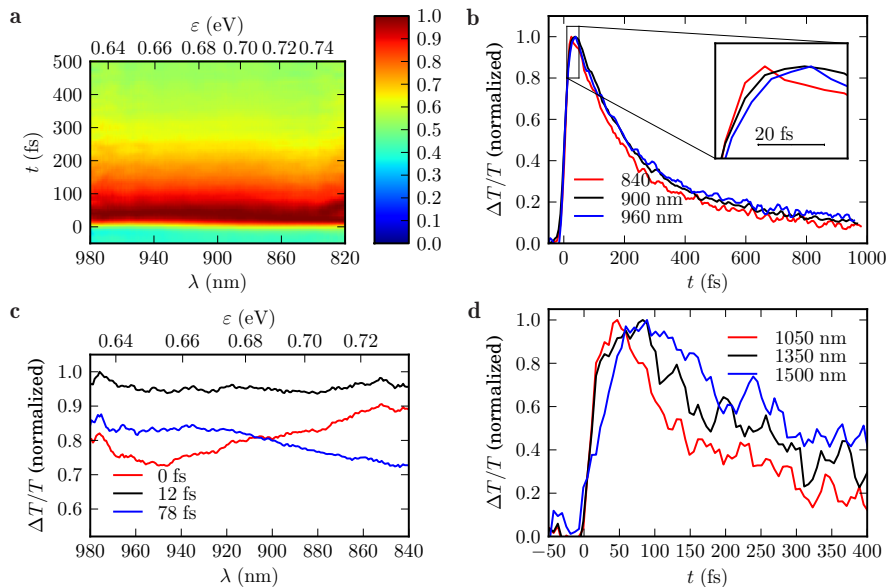 a
ε (eV)
0.64 0.66 0.68 0.70 0.72 0.74
500
400
300
200
100
0
t (fs)
980 940 900 860 820
λ (nm)
1.0
0.9
0.8
0.7
0.6
0.5
0.4
0.3
0.2
0.1
0.0
b
ΔT/T (normalized)
1.0
0.8
0.6
0.4
0.2
0.0
20 fs
840
900 nm
960 nm
0 200 400 600 800 1000
t (fs)
c
ε (eV)
0.64 0.66 0.68 0.70 0.72
ΔT/T (normalized)
1.0
0.9
0.8
0.7
0.6
0 fs
12 fs
78 fs
980 960 940 920 900 880 860 840
λ (nm)
d
ΔT/T (normalized)
1.0
0.8
0.6
0.4
0.2
0.0
1050 nm
1350 nm
1500 nm
−50 0 50 100 150 200 250 300 350 400
t (fs)